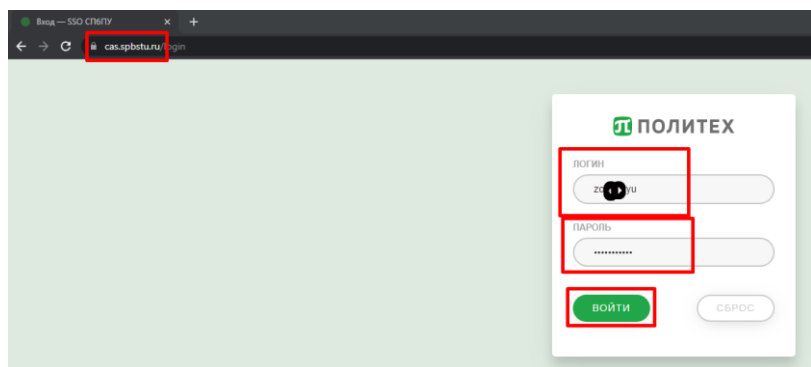 Вход — SSO СПбПУ
cas.spbstu.ru/login
ПОЛИТЕХ
ЛОГИН
ПАРОЛЬ
ВОЙТИ
СБРОС